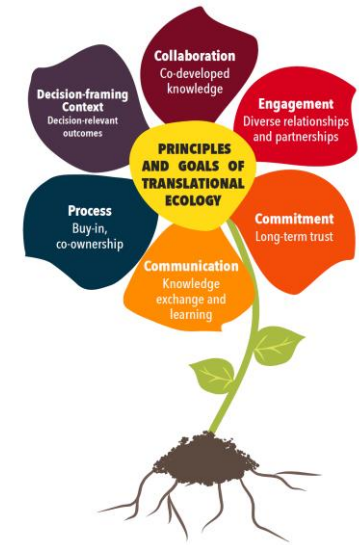 Collaboration
Co-developed
knowledge
Decision-framing
Context
Decision-relevant
outcomes
Engagement
Diverse relationships
and partnerships
PRINCIPLES
AND GOALS OF
TRANSLATIONAL
ECOLOGY
Process
Buy-in,
co-ownership
Commitment
Long-term trust
Communication
Knowledge
exchange and
learning